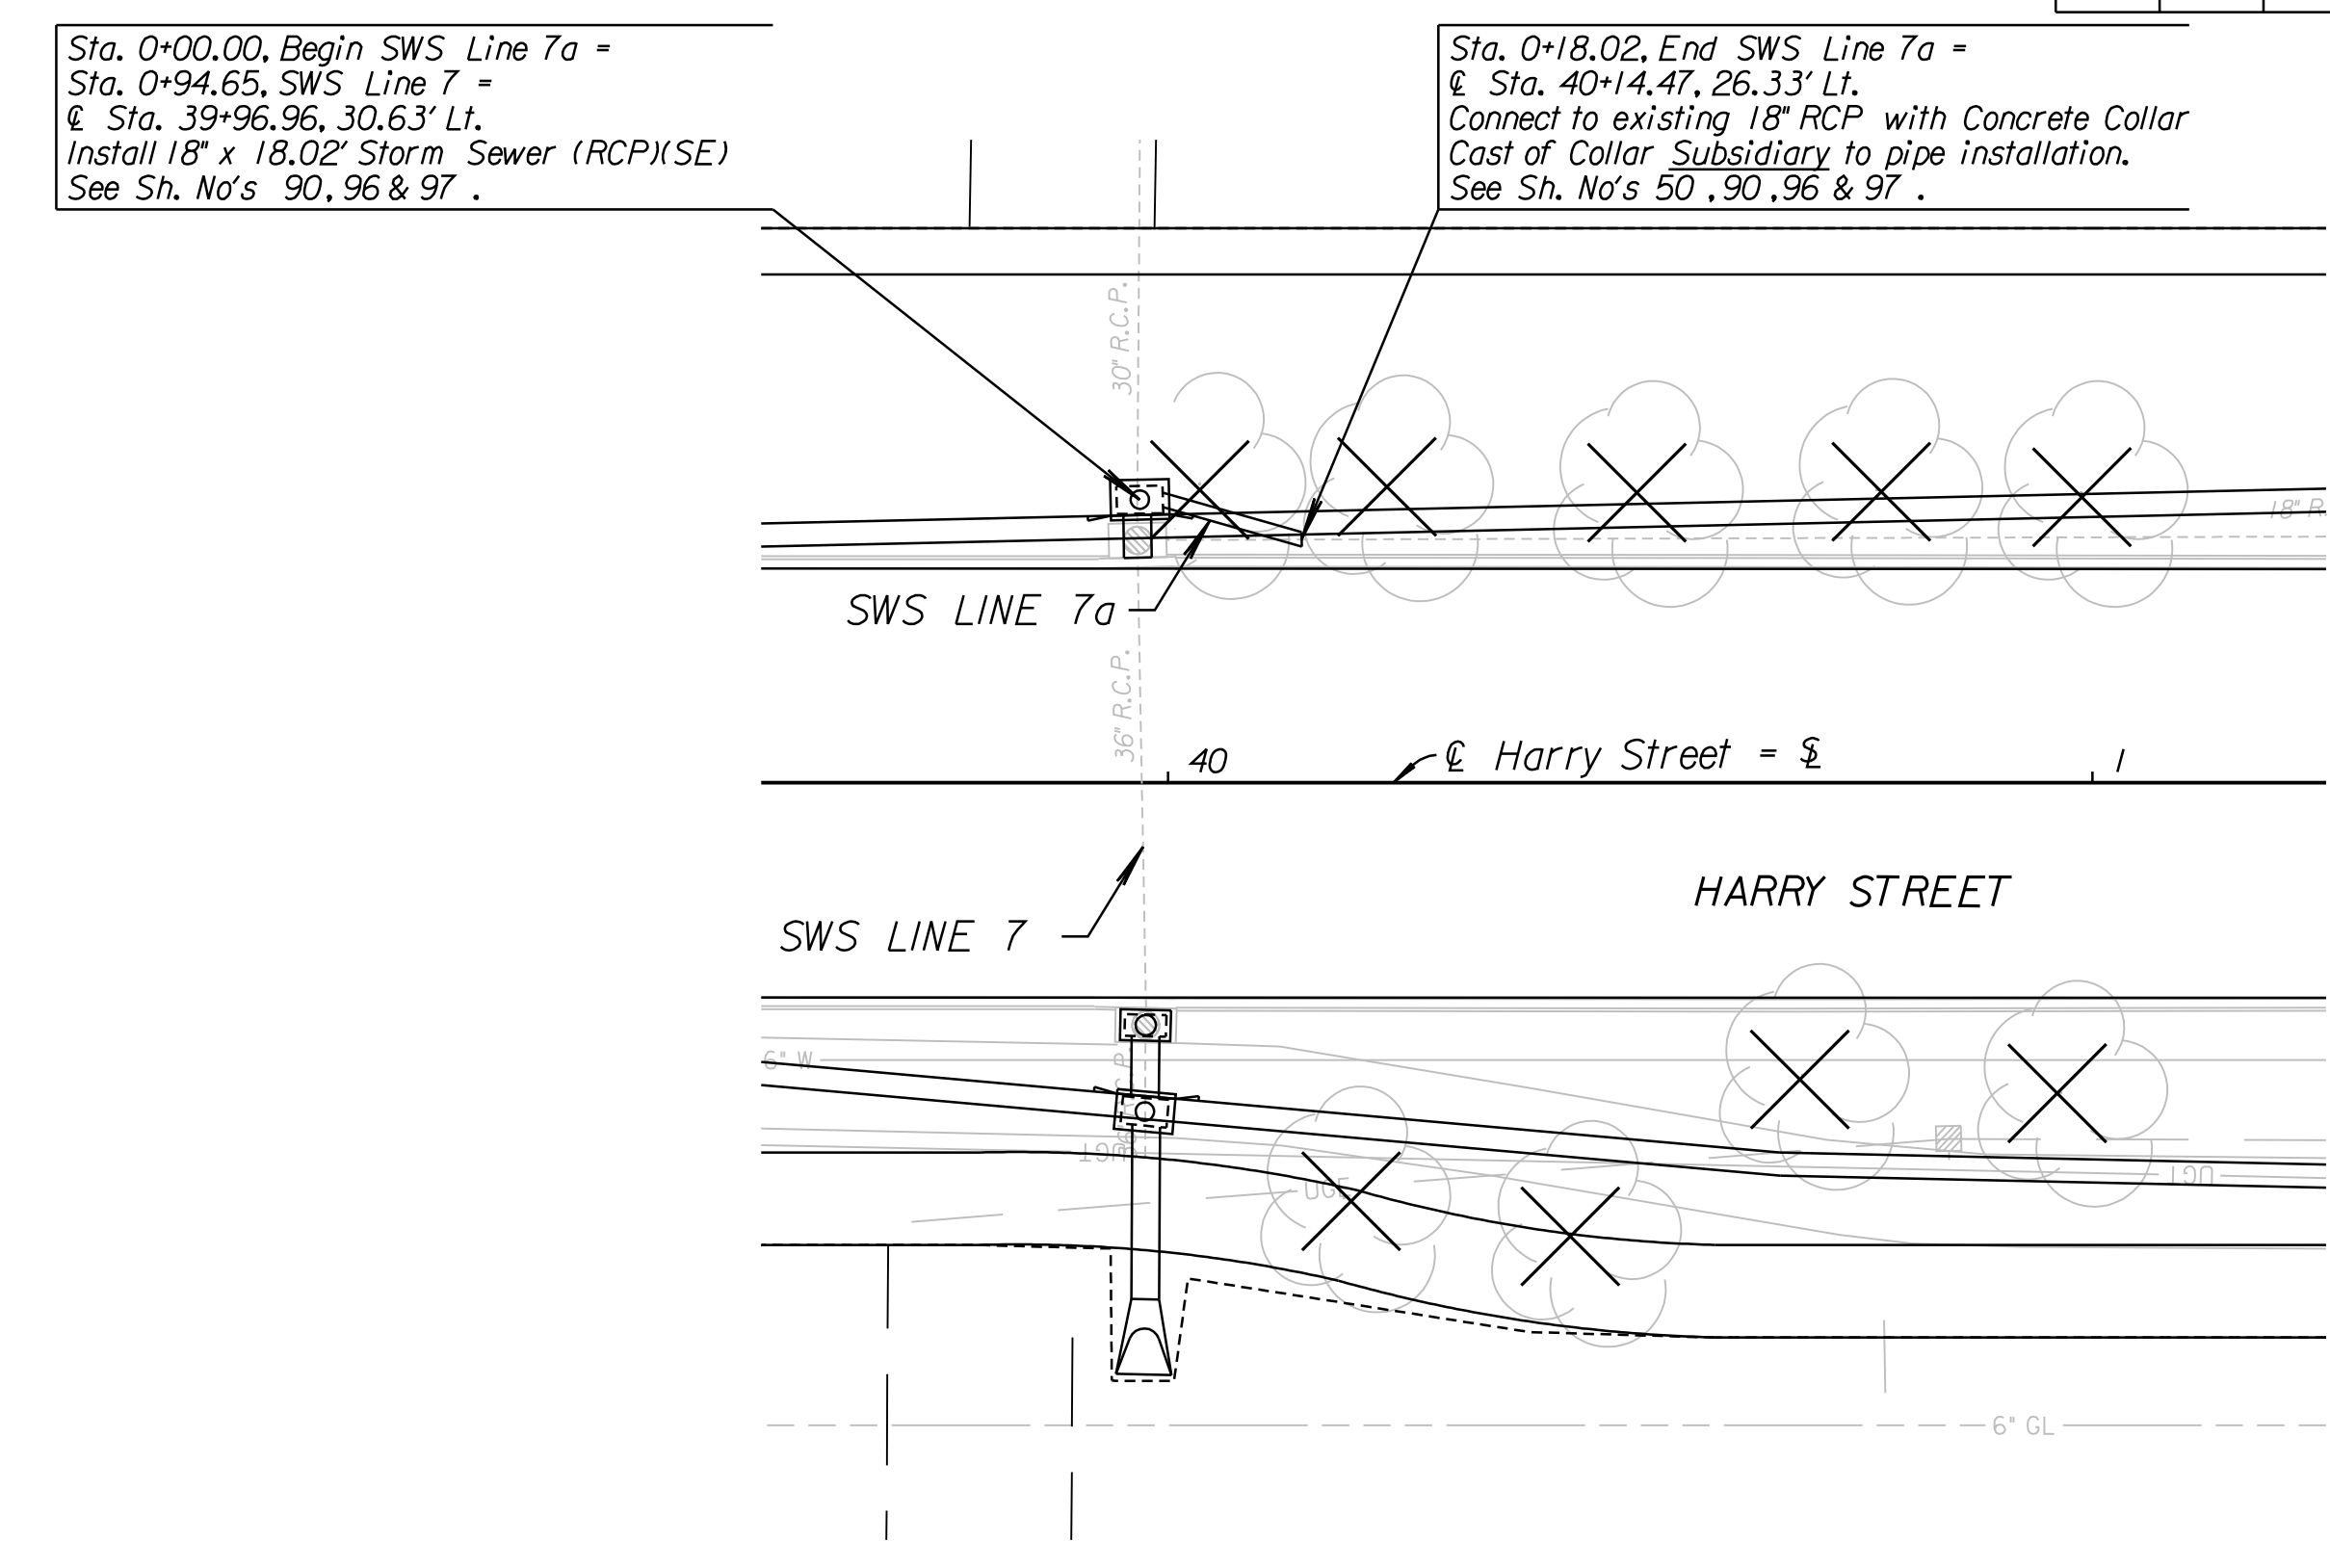 Sta. 0+00.00, Begin SWS Line 7a =
Sta. 0+94.65, SWS Line 7 =
℄ Sta. 39+96.96, 30.63' Lt.
Install 18" x 18.02' Storm Sewer (RCP)(SE)
See Sh. No's 90, 96 & 97 .
Sta. 0+18.02, End SWS Line 7a =
℄ Sta. 40+14.47, 26.33' Lt.
Connect to existing 18" RCP with Concrete Collar
Cast of Collar Subsidiary to pipe installation.
See Sh. No's 50 , 90 , 96 & 97 .
30" R.C.P.
18" R.
SWS LINE 7a
36" R.C.P.
40
℄ Harry Street =
1
HARRY STREET
SWS LINE 7
6" W
UGT
UGE
UGT
6" GL